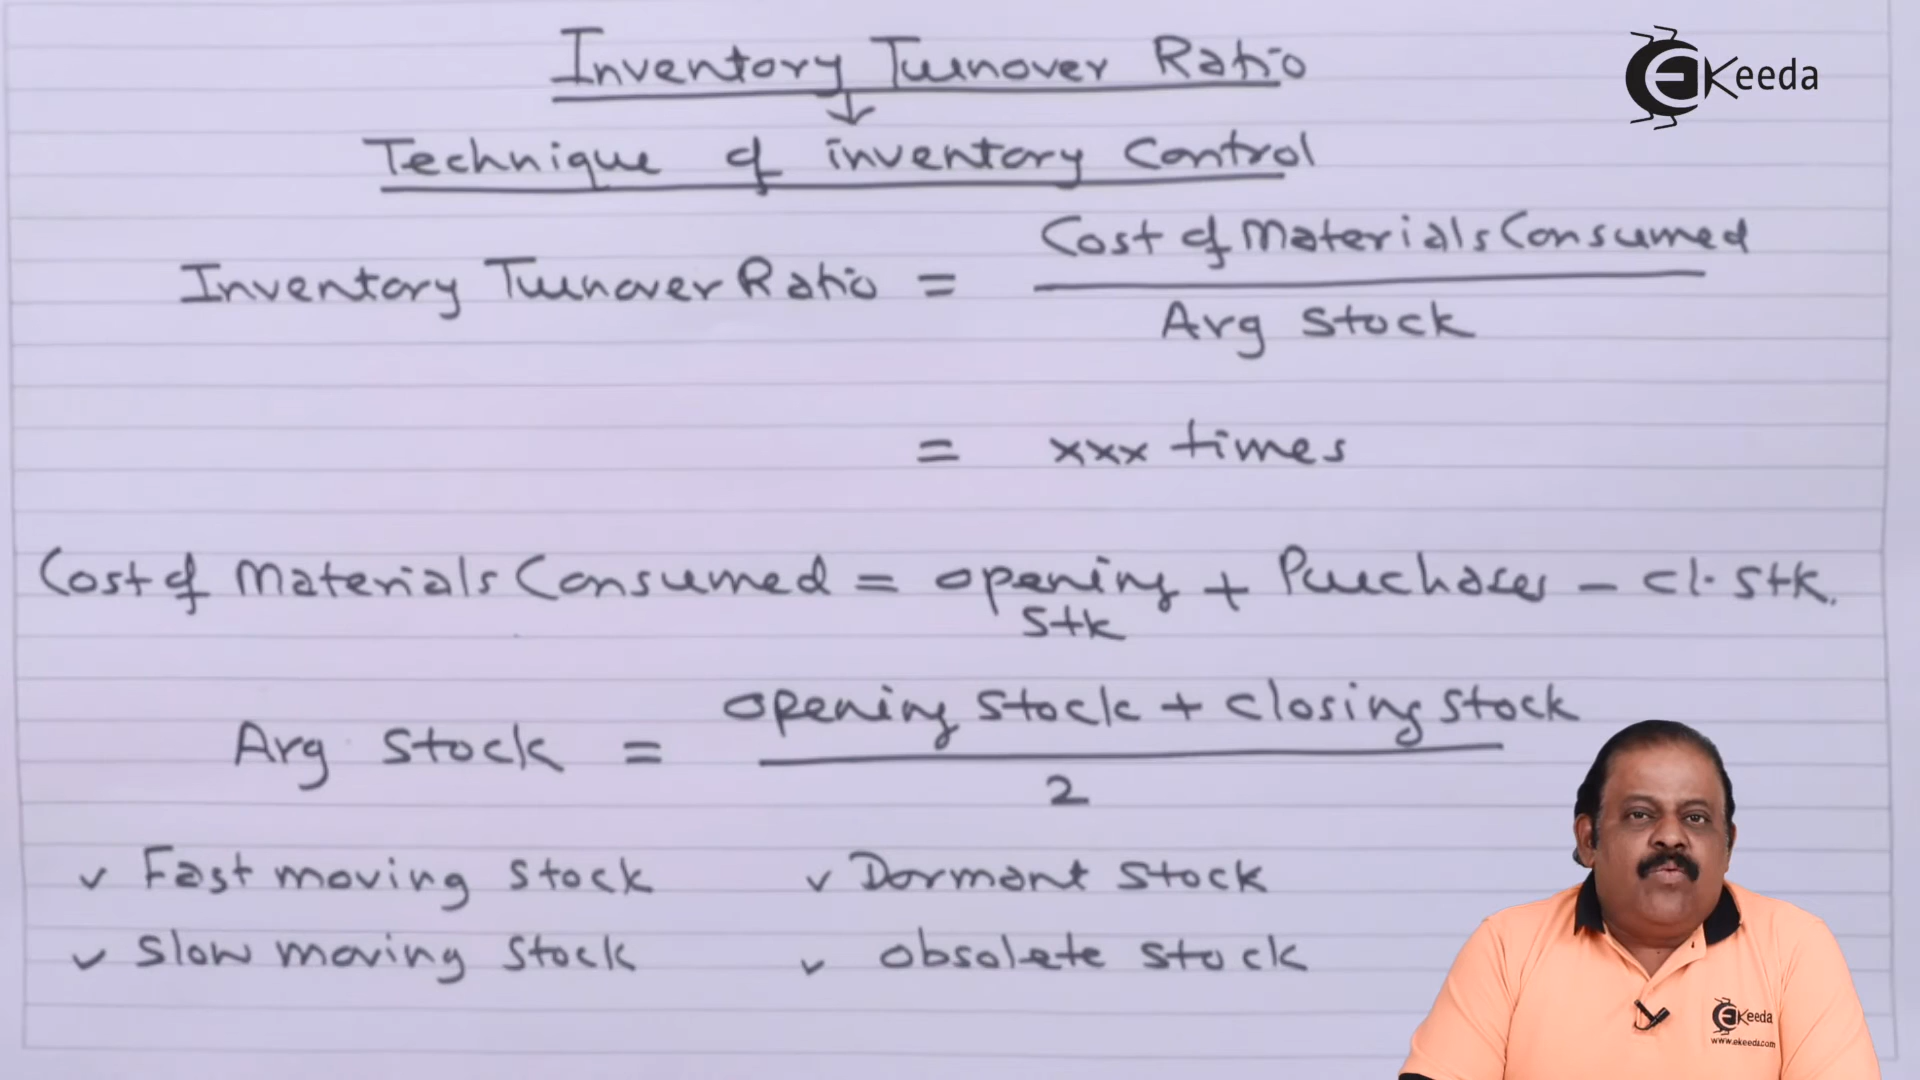 Inventory Turnover Ratio
EKeeda
Technique of inventory Control
Inventory Turnover Ratio = Cost of Materials Consumed
Avg Stock
= xxx times
Cost of Materials Consumed = opening Stk + Purchases - Cl. Stk.
Avg Stock = opening Stock + Closing Stock
2
✓ Fast moving Stock ✓ Dormant Stock
✓ Slow moving Stock ✓ obsolete Stock
EKeeda
www.ekeeda.com